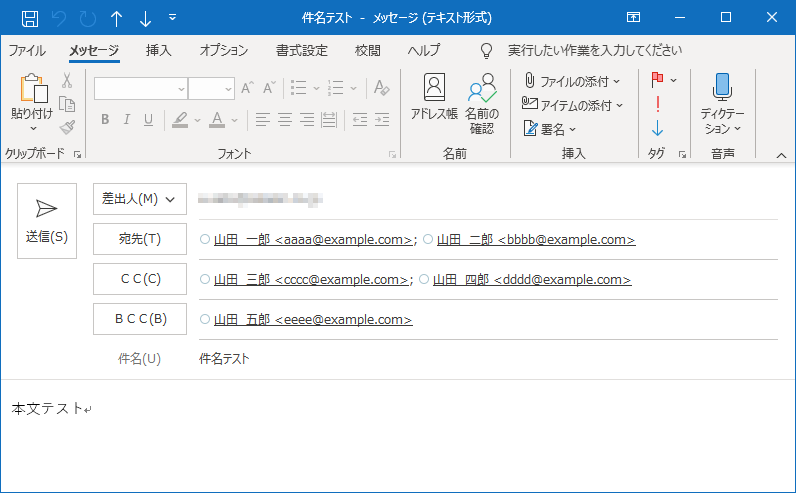 件名テスト - メッセージ (テキスト形式)
ファイル メッセージ 挿入 オプション 書式設定 校閲 ヘルプ 実行したい作業を入力してください
貼り付け
クリップボード
A A
B I U A
フォント
アドレス帳 名前の
確認
名前
ファイルの添付
アイテムの添付
署名
挿入
タグ
ディクテー
ション
音声
送信(S)
差出人(M)
宛先(T) 山田 一郎 <aaaa@example.com>; 山田 二郎 <bbbb@example.com>
ＣＣ(C) 山田 三郎 <cccc@example.com>; 山田 四郎 <dddd@example.com>
ＢＣＣ(B) 山田 五郎 <eeee@example.com>
件名(U) 件名テスト
本文テスト